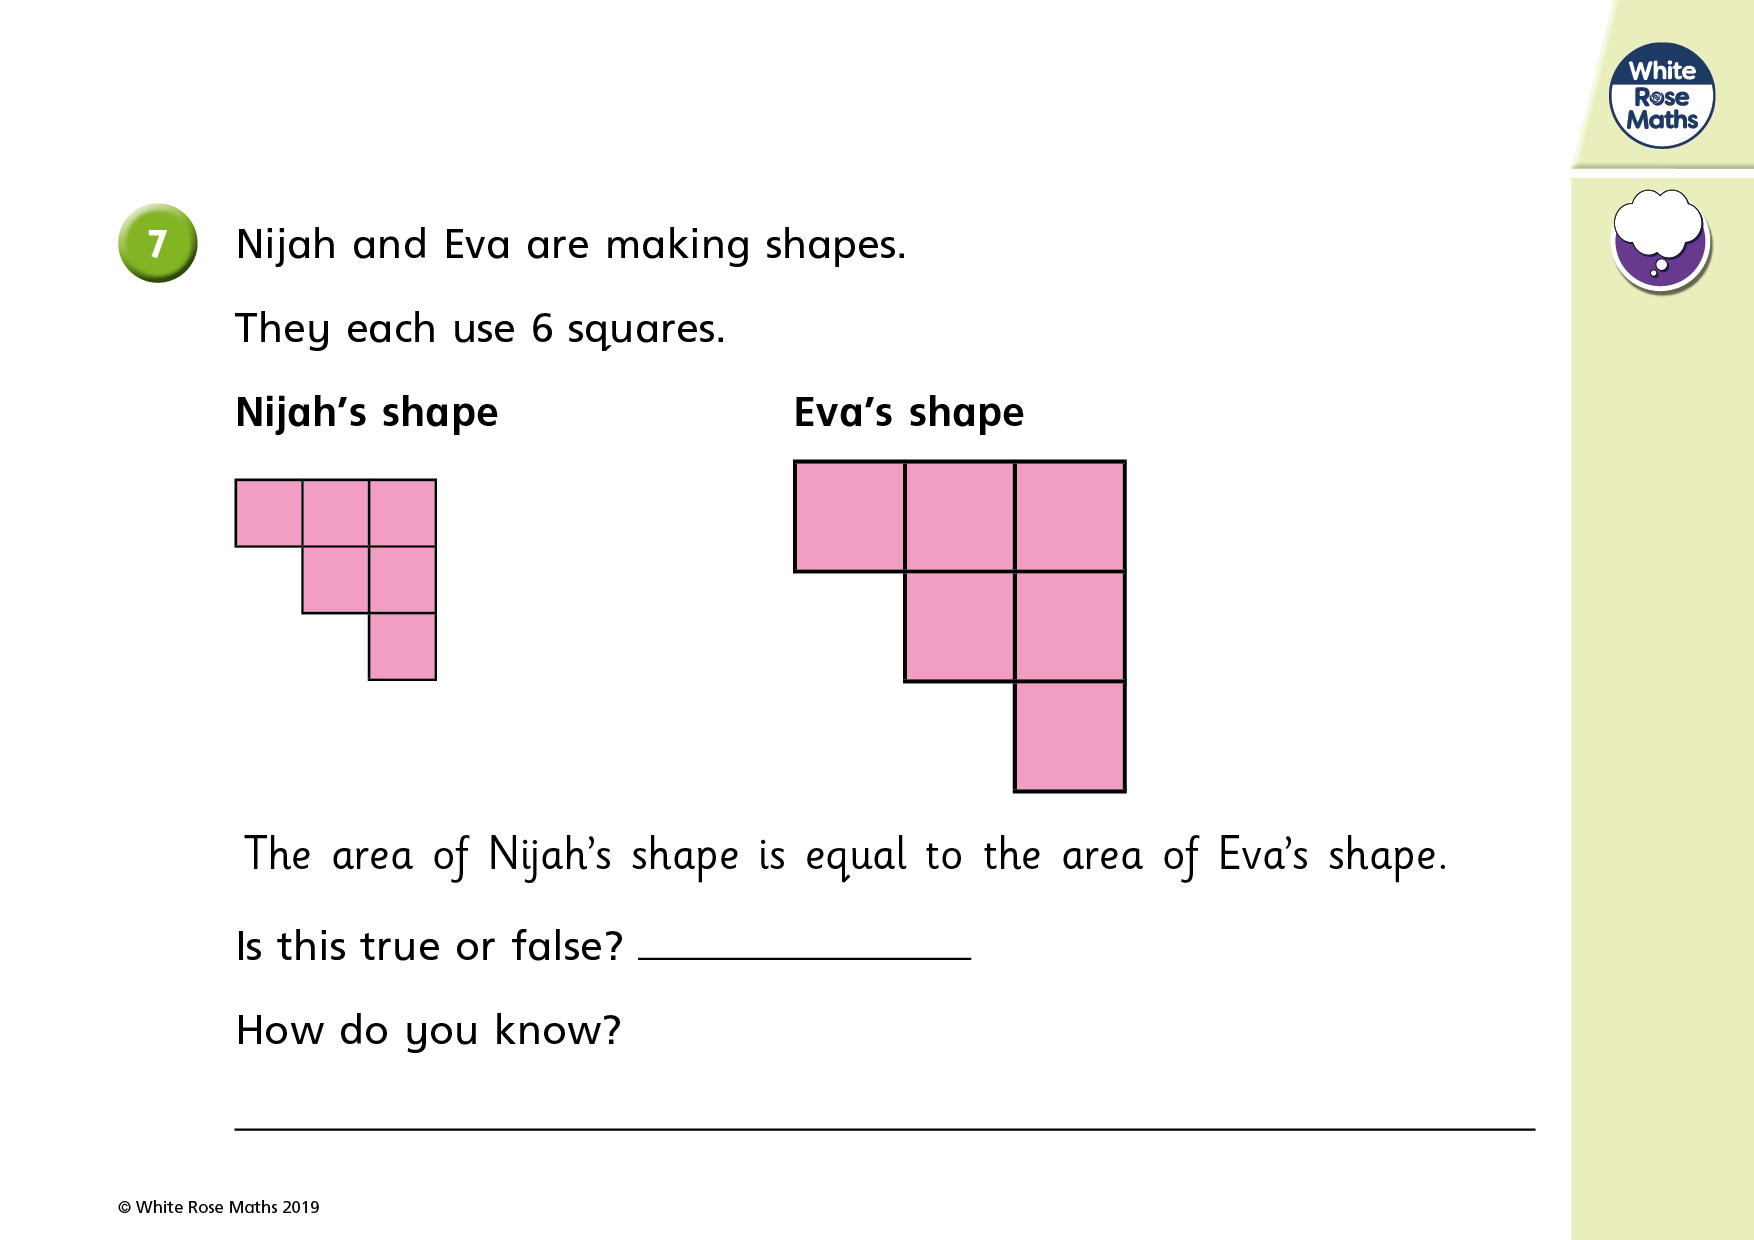 White
Rose
Maths
7 Nijah and Eva are making shapes.
They each use 6 squares.
Nijah’s shape Eva’s shape
The area of Nijah’s shape is equal to the area of Eva’s shape.
Is this true or false?
How do you know?
© White Rose Maths 2019